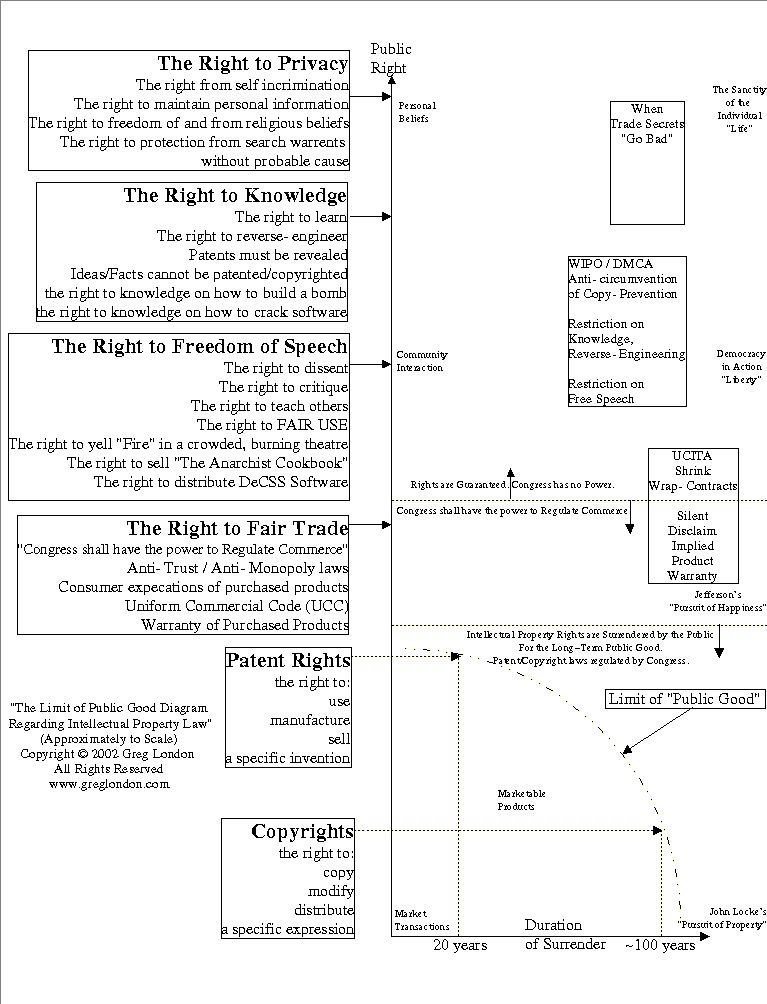 Public
Right
The Right to Privacy
The right from self incrimination
The right to maintain personal information
The right to freedom of and from religious beliefs
The right to protection from search warrents
without probable cause
Personal
Beliefs
When
Trade Secrets
"Go Bad"
The Sanctity
of the
Individual
"Life"
The Right to Knowledge
The right to learn
The right to reverse- engineer
Patents must be revealed
Ideas/Facts cannot be patented/copyrighted
the right to knowledge on how to build a bomb
the right to knowledge on how to crack software
WIPO / DMCA
Anti- circumvention
of Copy- Prevention
Restriction on
Knowledge,
Reverse- Engineering
Restriction on
Free Speech
The Right to Freedom of Speech
The right to dissent
The right to critique
The right to teach others
The right to FAIR USE
The right to yell "Fire" in a crowded, burning theatre
The right to sell "The Anarchist Cookbook"
The right to distribute DeCSS Software
Community
Interaction
Democracy
in Action
"Liberty"
Rights are Guaranteed. Congress has no Power.
Congress shall have the power to Regulate Commerce
UCITA
Shrink
Wrap- Contracts
Silent
Disclaim
Implied
Product
Warranty
The Right to Fair Trade
"Congress shall have the power to Regulate Commerce"
Anti- Trust / Anti- Monopoly laws
Consumer expecations of purchased products
Uniform Commercial Code (UCC)
Warranty of Purchased Products
Jefferson's
"Pursuit of Happiness"
Intellectual Property Rights are Surrendered by the Public
For the Long-Term Public Good.
Patent/Copyright laws regulated by Congress.
Patent Rights
the right to:
use
manufacture
sell
a specific invention
Limit of "Public Good"
"The Limit of Public Good Diagram
Regarding Intellectual Property Law"
(Approximately to Scale)
Copyright © 2002 Greg London
All Rights Reserved
www.greglondon.com
Marketable
Products
Copyrights
the right to:
copy
modify
distribute
a specific expression
Market
Transactions
John Locke's
"Pursuit of Property"
Duration
of Surrender
20 years
~100 years